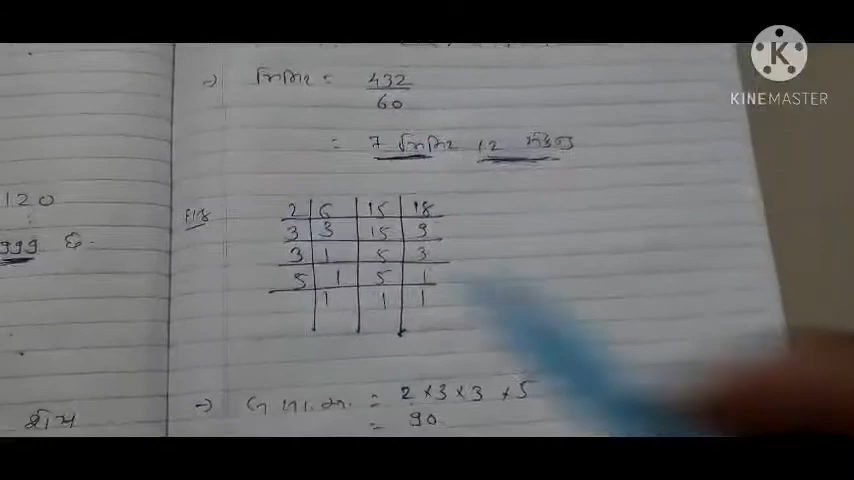 → મિનિટ = 432
60
= 7 મિનિટ 12 સેકન્ડ
120
999 છે.
2 6 15 18
3 3 15 9
3 1 5 3
5 1 5 1
1 1 1
→ લ.સા.અ. = 2 × 3 × 3 × 5
= 90
KINEMASTER